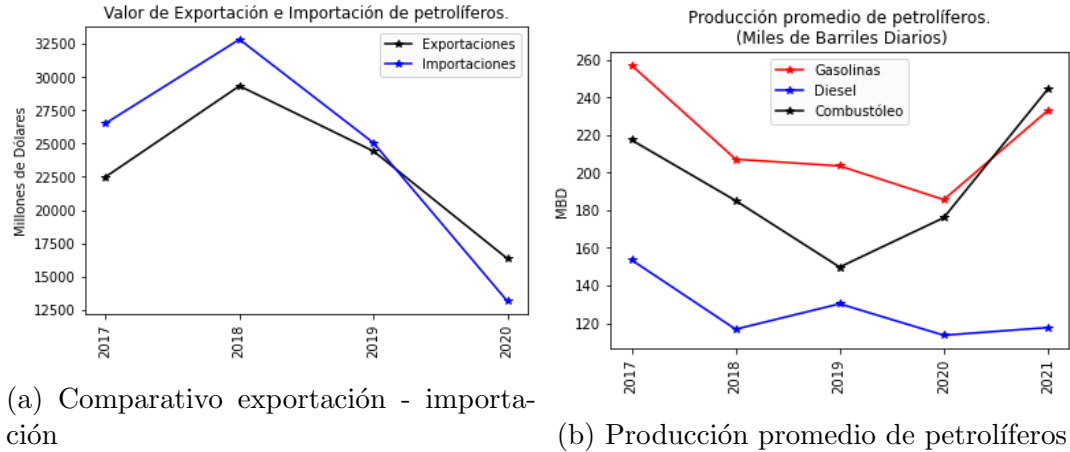 Valor de Exportación e Importación de petrolíferos.
Exportaciones
Importaciones
Millones de Dólares
32500
30000
27500
25000
22500
20000
17500
15000
12500
2017
2018
2019
2020
(a) Comparativo exportación - importa-
ción
Producción promedio de petrolíferos.
(Miles de Barriles Diarios)
Gasolinas
Diesel
Combustóleo
MBD
260
240
220
200
180
160
140
120
2017
2018
2019
2020
2021
(b) Producción promedio de petrolíferos